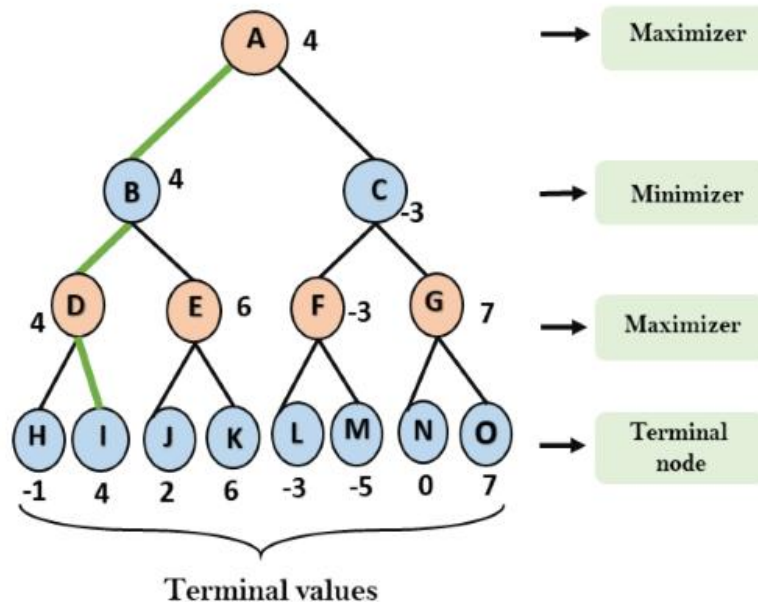 A 4 Maximizer
B 4 C -3 Minimizer
D 4 E 6 F -3 G 7 Maximizer
H I J K L M N O Terminal
node
-1 4 2 6 -3 -5 0 7
Terminal values